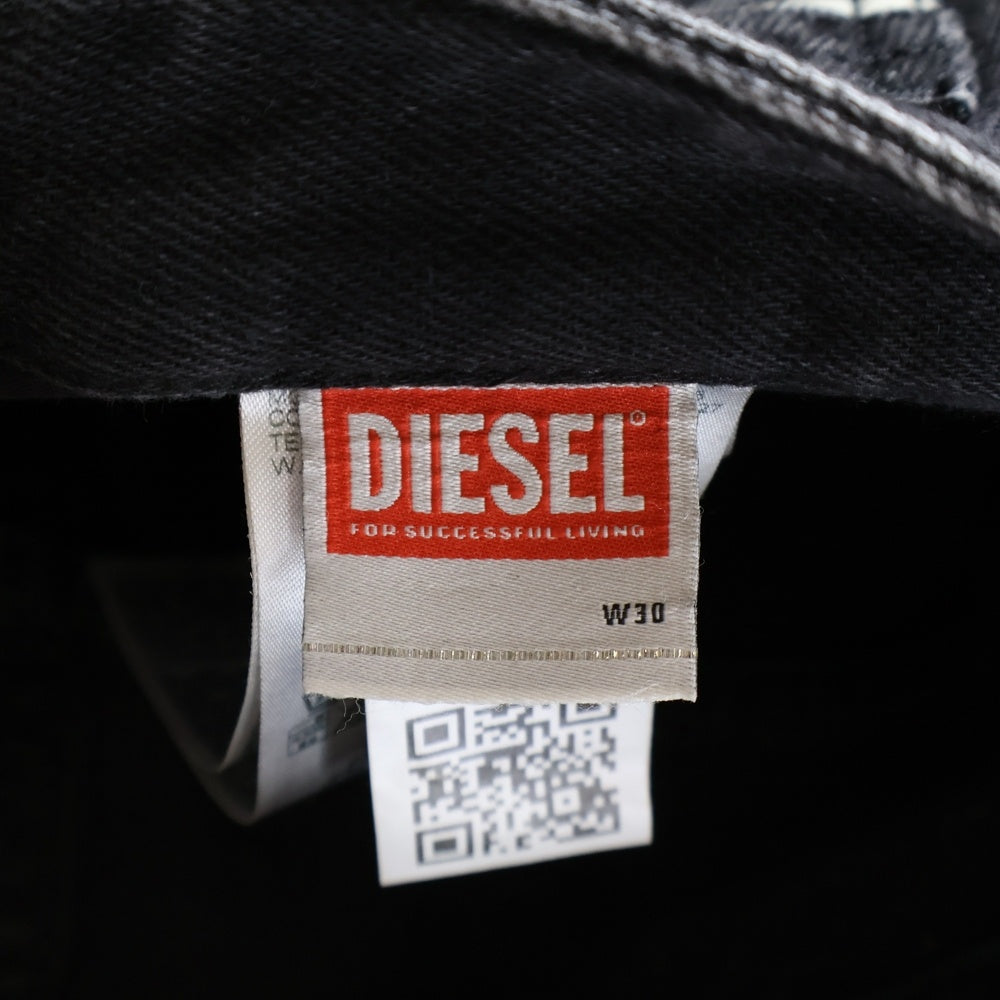 DIESEL®
FOR SUCCESSFUL LIVING
W30